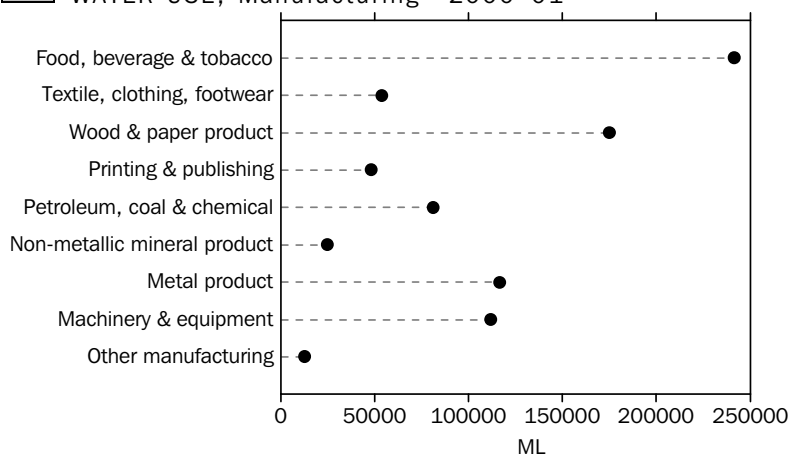 WATER USE, Manufacturing—2000–01
Food, beverage & tobacco
Textile, clothing, footwear
Wood & paper product
Printing & publishing
Petroleum, coal & chemical
Non-metallic mineral product
Metal product
Machinery & equipment
Other manufacturing
0 50000 100000 150000 200000 250000
ML